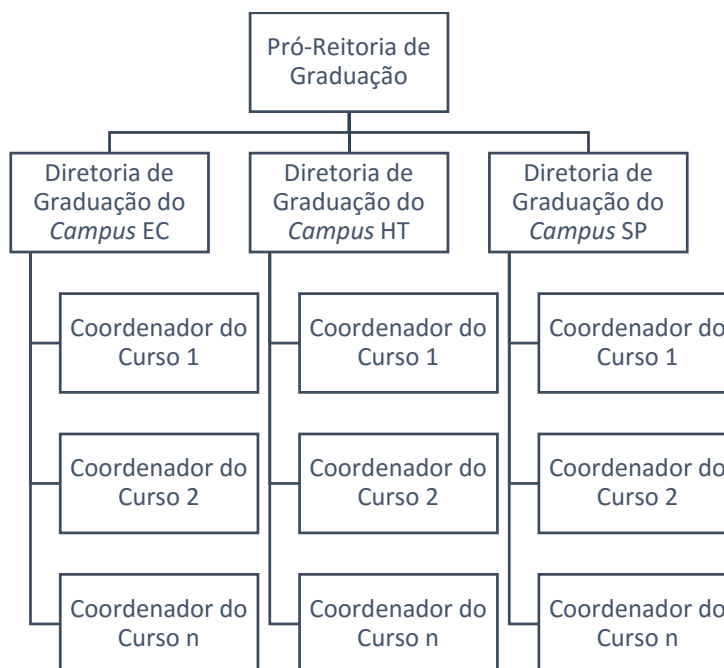 Pró-Reitoria de
Graduação
Diretoria de
Graduação do
Campus EC
Diretoria de
Graduação do
Campus HT
Diretoria de
Graduação do
Campus SP
Coordenador do
Curso 1
Coordenador do
Curso 1
Coordenador do
Curso 1
Coordenador do
Curso 2
Coordenador do
Curso 2
Coordenador do
Curso 2
Coordenador do
Curso n
Coordenador do
Curso n
Coordenador do
Curso n